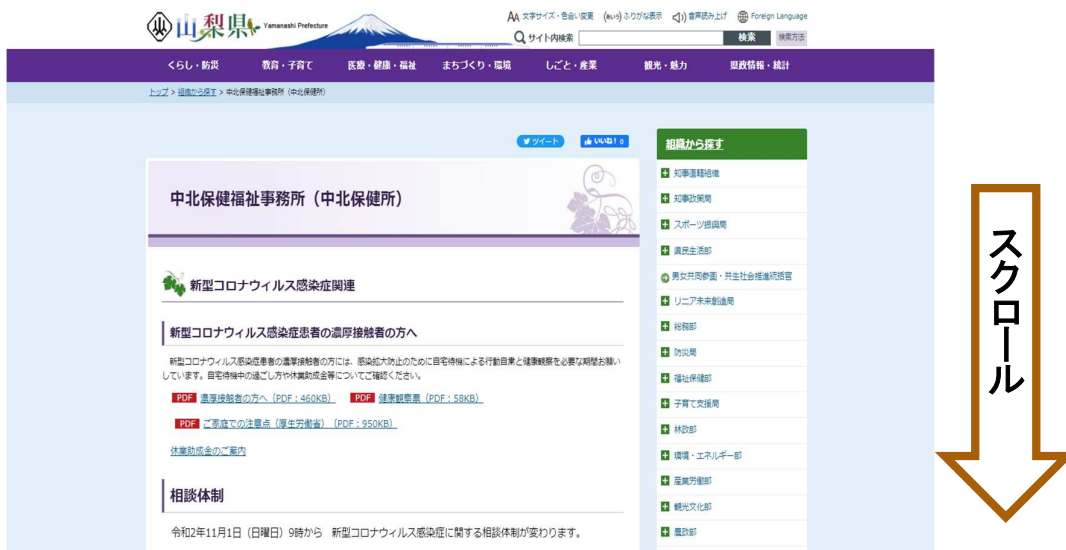 山梨県 Yamanashi Prefecture
AA 文字サイズ・色合い変更 (あいう) ふりがな表示 音声読み上げ Foreign Language
サイト内検索 検索 検索方法
くらし・防災 教育・子育て 医療・健康・福祉 まちづくり・環境 しごと・産業 観光・魅力 県政情報・統計
トップ > 組織から探す > 中北保健福祉事務所（中北保健所）
ツイート いいね！ 0
中北保健福祉事務所（中北保健所）
新型コロナウィルス感染症関連
新型コロナウィルス感染症患者の濃厚接触者の方へ
新型コロナウィルス感染症患者の濃厚接触者の方には、感染拡大防止のために自宅待機による行動自粛と健康観察を必要な期間お願い
しています。自宅待機中の過ごし方や休業助成金等についてご確認ください。
PDF 濃厚接触者の方へ（PDF：460KB） PDF 健康観察票（PDF：58KB）
PDF ご家庭での注意点（厚生労働省）（PDF：950KB）
休業助成金のご案内
相談体制
令和2年11月1日（日曜日）9時から 新型コロナウィルス感染症に関する相談体制が変わります。
組織から探す
知事直轄組織
知事政策局
スポーツ振興局
県民生活部
男女共同参画・共生社会推進統括官
リニア未来創造局
総務部
防災局
福祉保健部
子育て支援局
林政部
環境・エネルギー部
産業労働部
観光文化部
農政部
スクロール